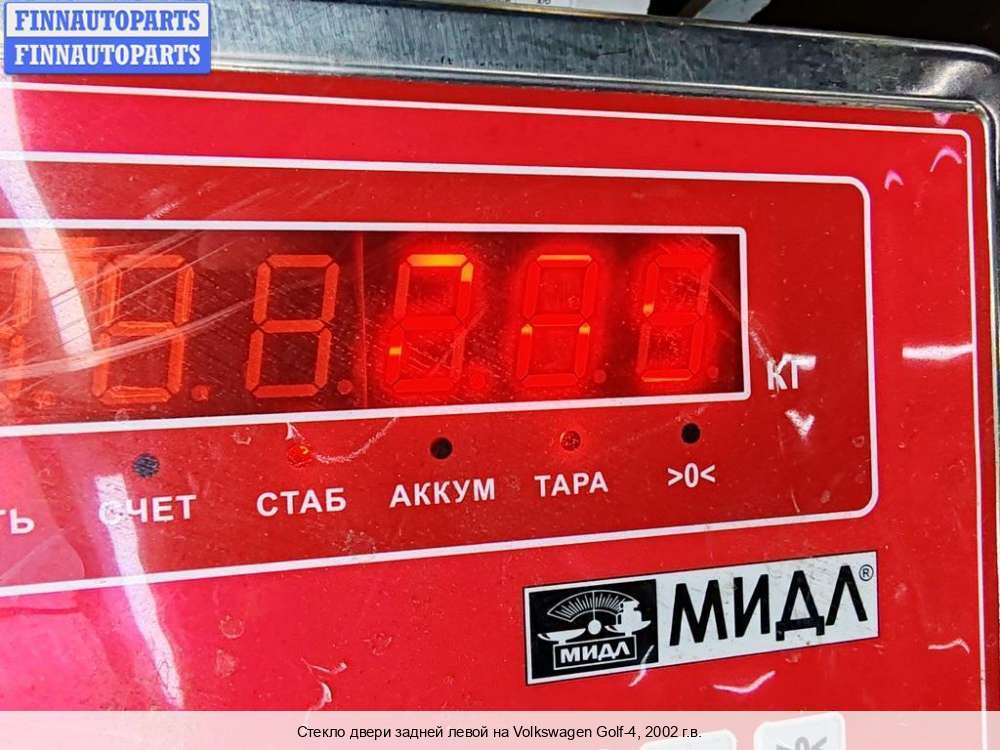 FINNAUTOPARTS
FINNAUTOPARTS
КГ
СЧЕТ СТАБ АККУМ ТАРА >0<
МИДЛ МИДЛ®
Стекло двери задней левой на Volkswagen Golf-4, 2002 г.в.